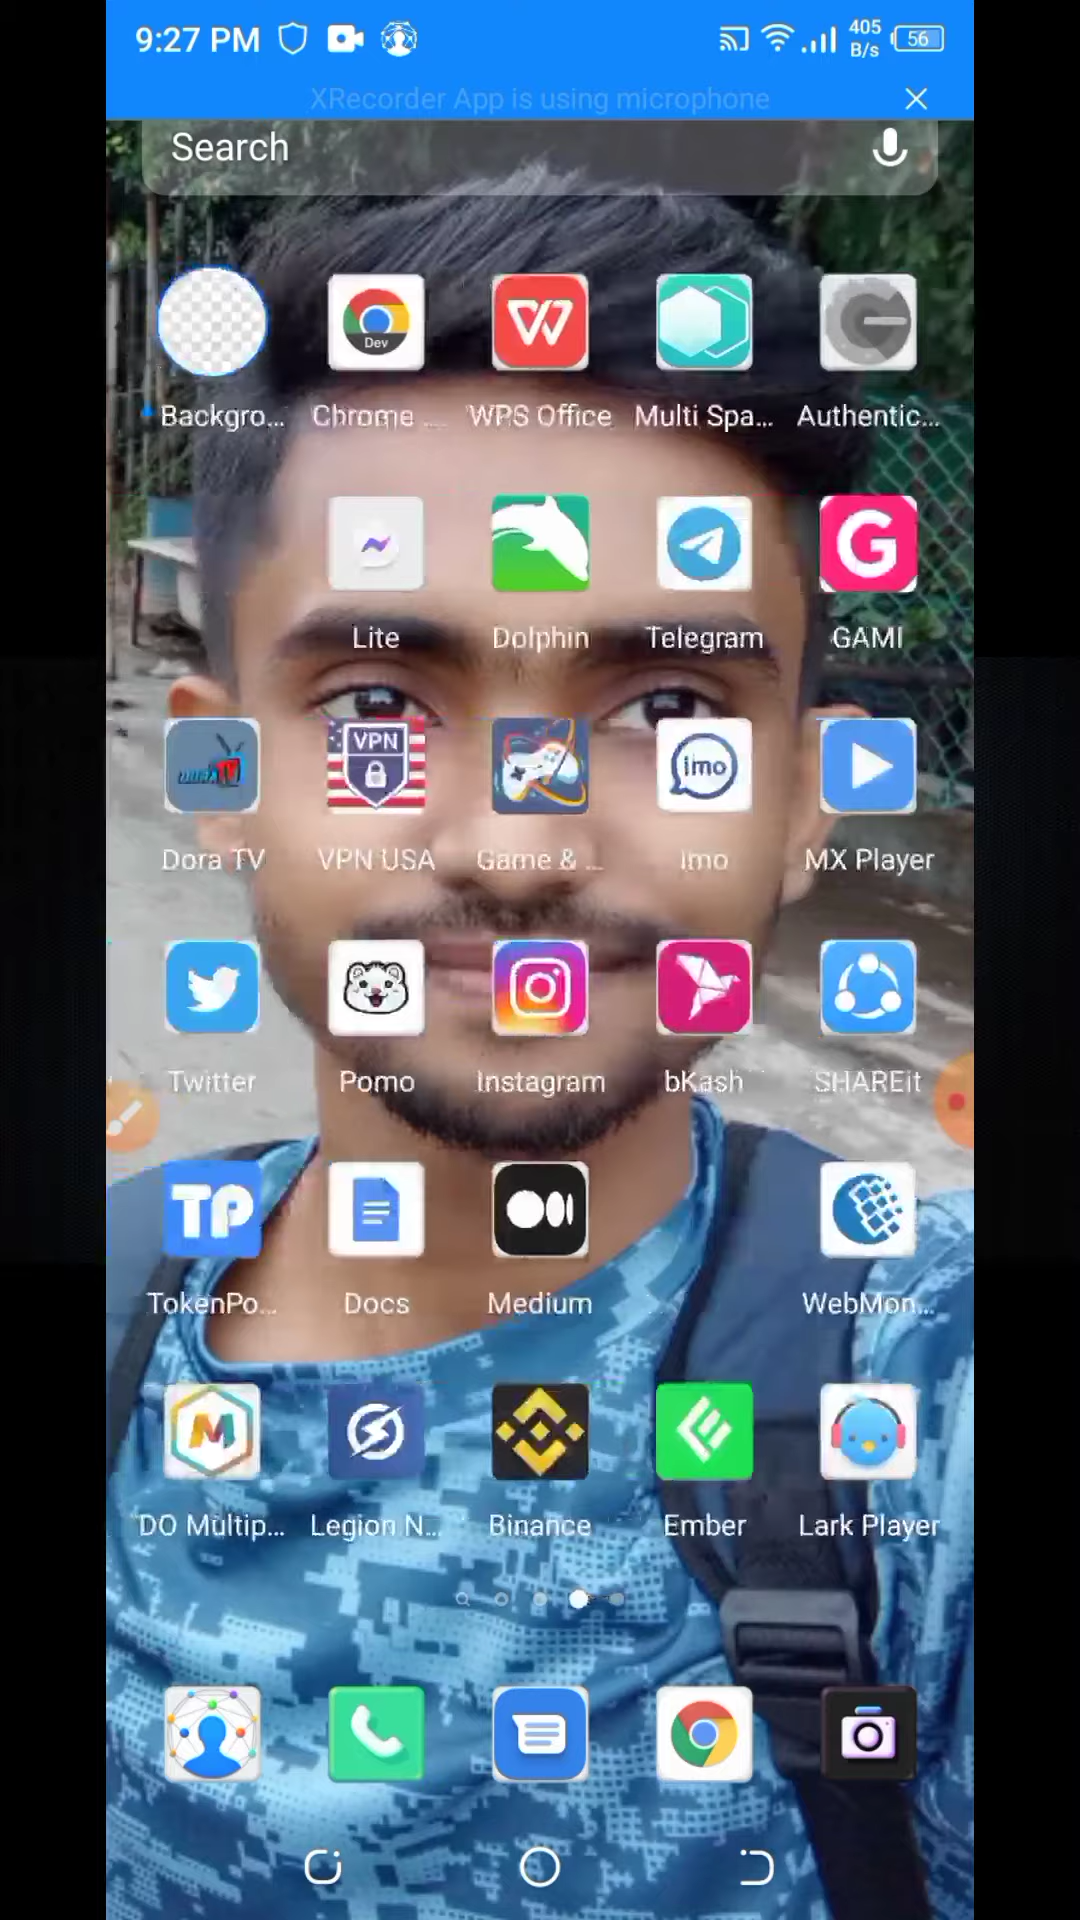 9:27 PM 405 B/s 56
XRecorder App is using microphone
Search
Dev
Backgro... Chrome ... WPS Office Multi Spa... Authentic...
Lite Dolphin Telegram GAMI
VPN imo
Dora TV VPN USA Game & ... imo MX Player
Twitter Pomo Instagram bKash SHAREit
TP
TokenPo... Docs Medium WebMon...
DO Multip... Legion N... Binance Ember Lark Player